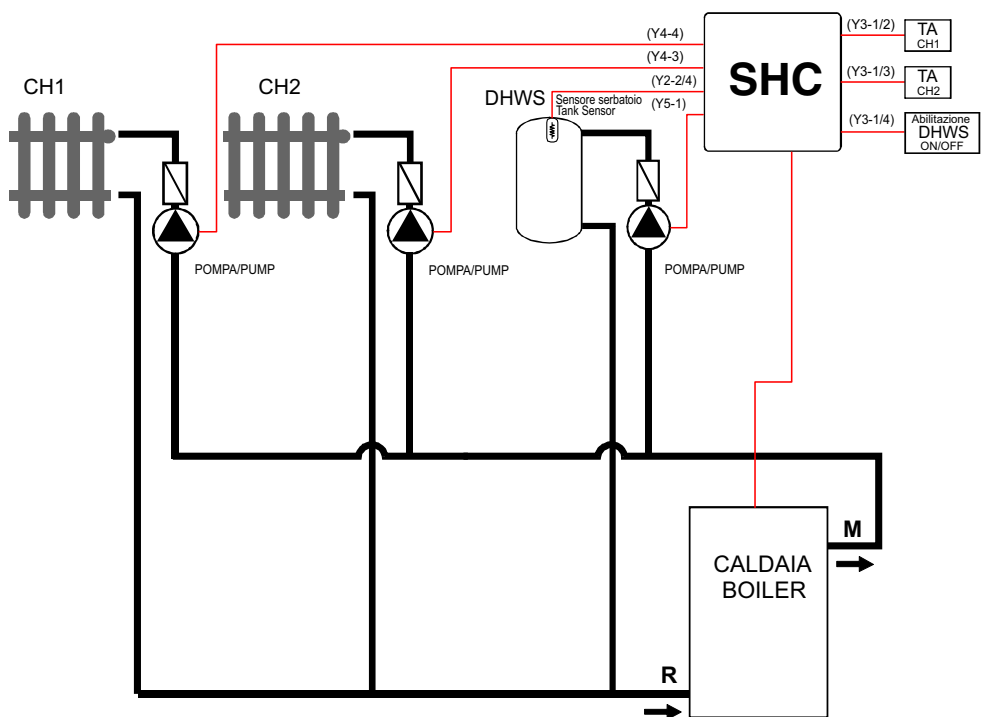 (Y4-4)
(Y3-1/2)
TA
CH1
SHC
(Y4-3)
(Y3-1/3)
TA
CH2
(Y2-2/4)
CH1
CH2
DHWS
Sensore serbatoio
Tank Sensor
(Y5-1)
(Y3-1/4)
Abilitazione
DHWS
ON/OFF
POMPA/PUMP
POMPA/PUMP
POMPA/PUMP
M
CALDAIA
BOILER
R